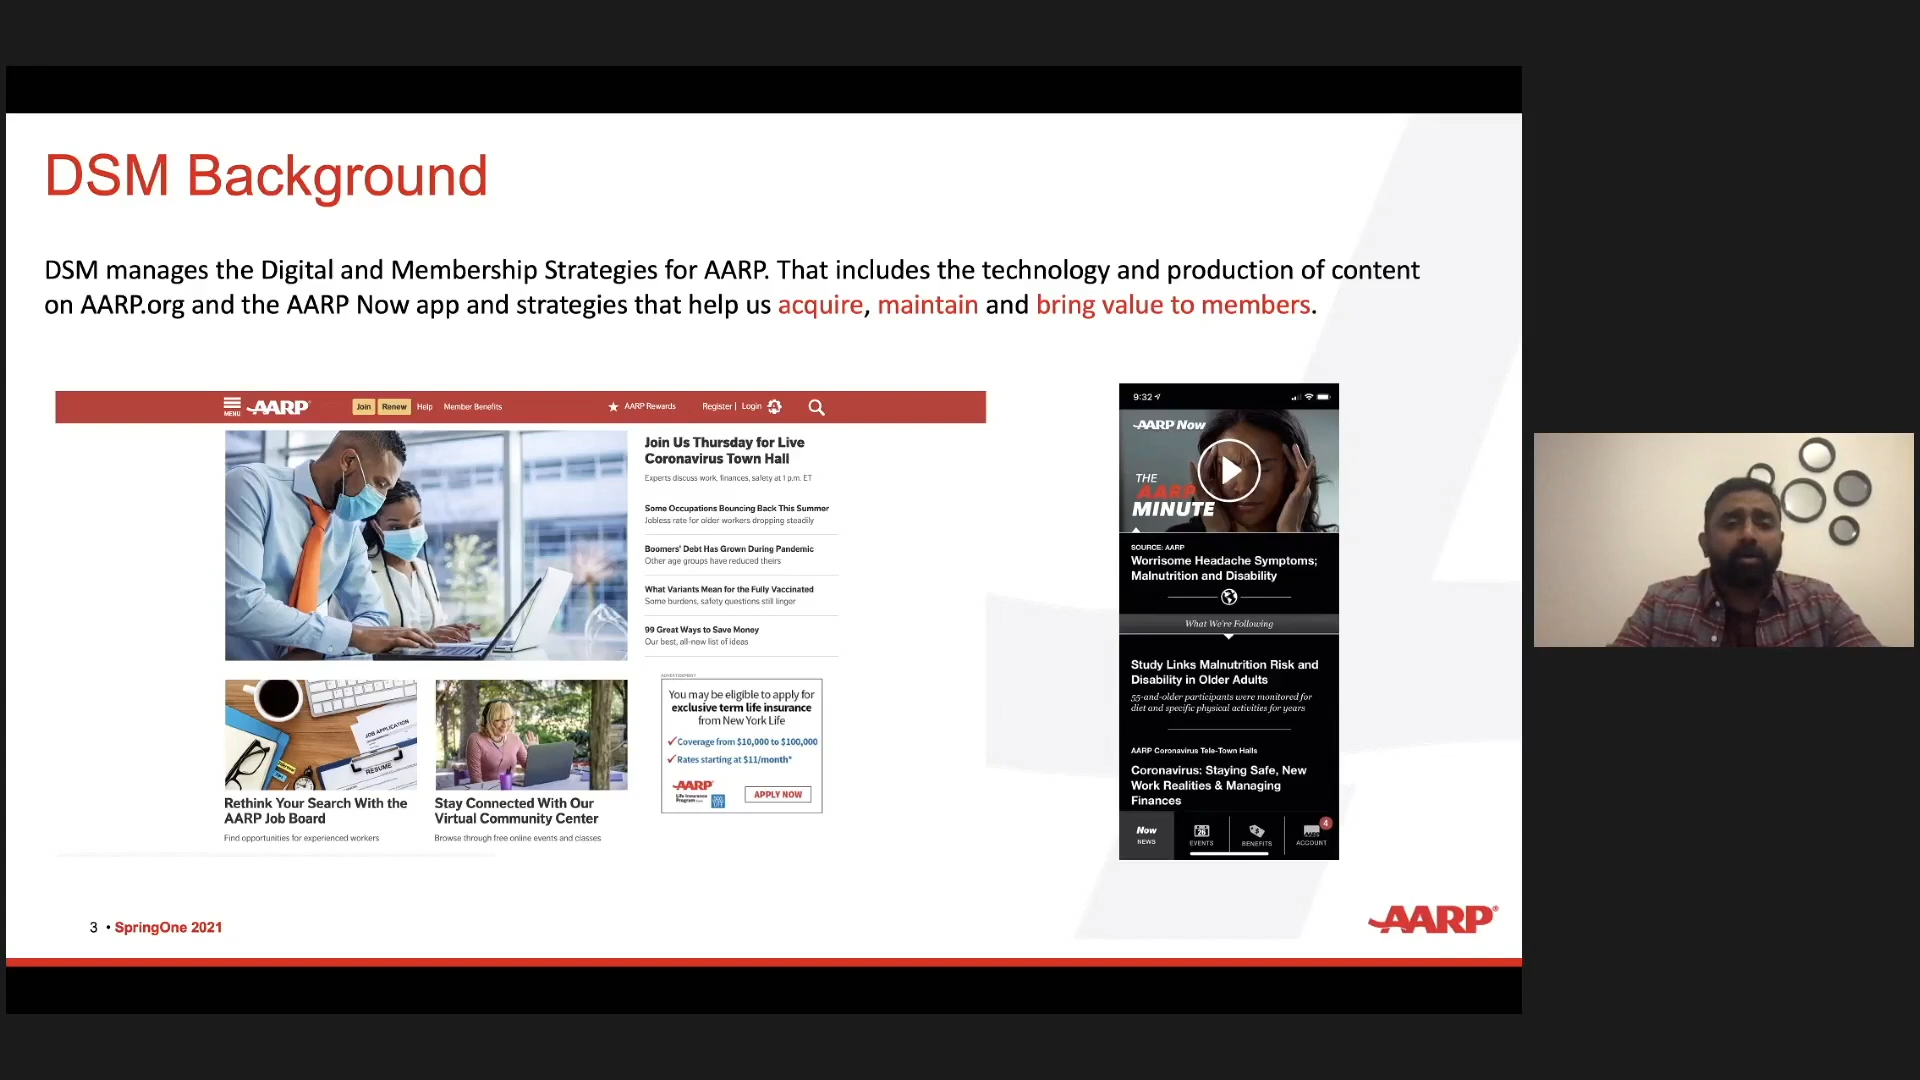 DSM Background
DSM manages the Digital and Membership Strategies for AARP. That includes the technology and production of content
on AARP.org and the AARP Now app and strategies that help us acquire, maintain and bring value to members.
MENU
AARP
Join
Renew
Help
Member Benefits
AARP Rewards
Register | Login
Join Us Thursday for Live
Coronavirus Town Hall
Experts discuss work, finances, safety at 1 p.m. ET
Some Occupations Bouncing Back This Summer
Jobless rate for older workers dropping steadily
Boomers' Debt Has Grown During Pandemic
Other age groups have reduced theirs
What Variants Mean for the Fully Vaccinated
Some burdens, safety questions still linger
99 Great Ways to Save Money
Our best, all-new list of ideas
JOB APPLICATION
RESUME
Rethink Your Search With the
AARP Job Board
Find opportunities for experienced workers
Stay Connected With Our
Virtual Community Center
Browse through free online events and classes
ADVERTISEMENT
You may be eligible to apply for
exclusive term life insurance
from New York Life
✓Coverage from $10,000 to $100,000
✓Rates starting at $11/month*
AARP
Life Insurance
Program
APPLY NOW
9:32
AARP Now
THE
AARP
MINUTE
SOURCE: AARP
Worrisome Headache Symptoms;
Malnutrition and Disability
What We're Following
Study Links Malnutrition Risk and
Disability in Older Adults
55-and-older participants were monitored for
diet and specific physical activities for years
AARP Coronavirus Tele-Town Halls
Coronavirus: Staying Safe, New
Work Realities & Managing
Finances
Now
NEWS
26
EVENTS
BENEFITS
4
ACCOUNT
3 • SpringOne 2021
AARP®